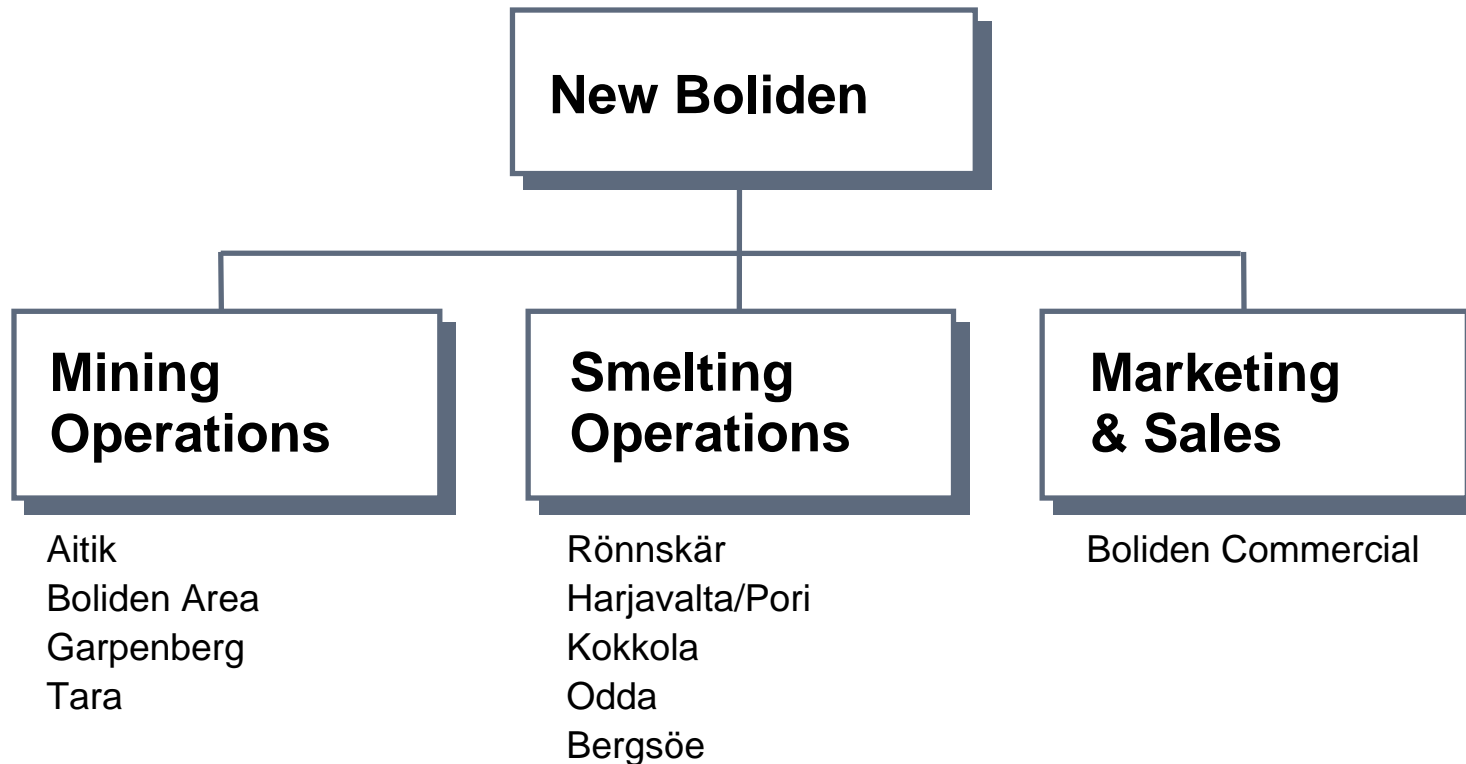 New Boliden
Mining
Operations
Aitik
Boliden Area
Garpenberg
Tara
Smelting
Operations
Rönnskär
Harjavalta/Pori
Kokkola
Odda
Bergsöe
Marketing
& Sales
Boliden Commercial